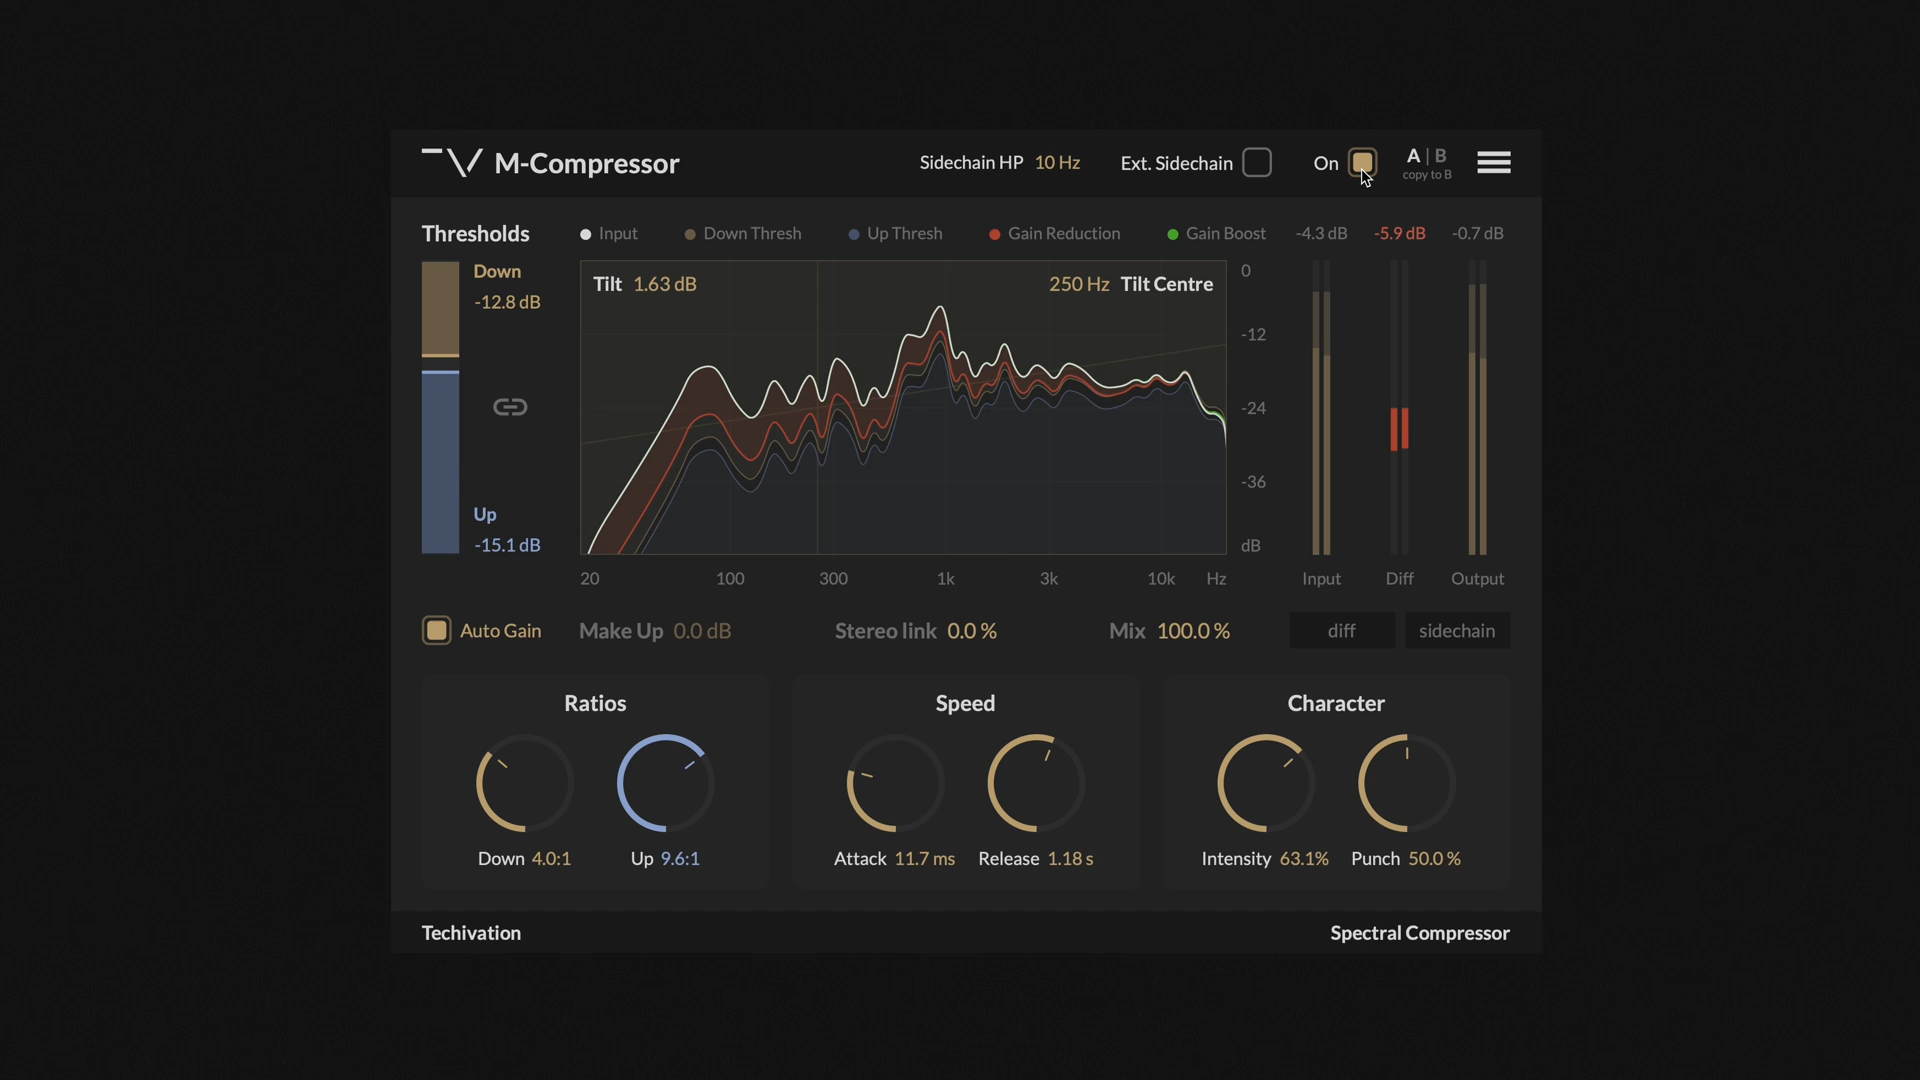 M-Compressor
Sidechain HP 10 Hz
Ext. Sidechain
On
A | B
copy to B
Thresholds
Input
Down Thresh
Up Thresh
Gain Reduction
Gain Boost
-4.3 dB
-5.9 dB
-0.7 dB
Down
-12.8 dB
Up
-15.1 dB
Tilt 1.63 dB
250 Hz Tilt Centre
0
-12
-24
-36
dB
20 100 300 1k 3k 10k Hz
Input
Diff
Output
Auto Gain
Make Up 0.0 dB
Stereo link 0.0 %
Mix 100.0 %
diff
sidechain
Ratios
Down 4.0:1
Up 9.6:1
Speed
Attack 11.7 ms
Release 1.18 s
Character
Intensity 63.1%
Punch 50.0 %
Techivation
Spectral Compressor